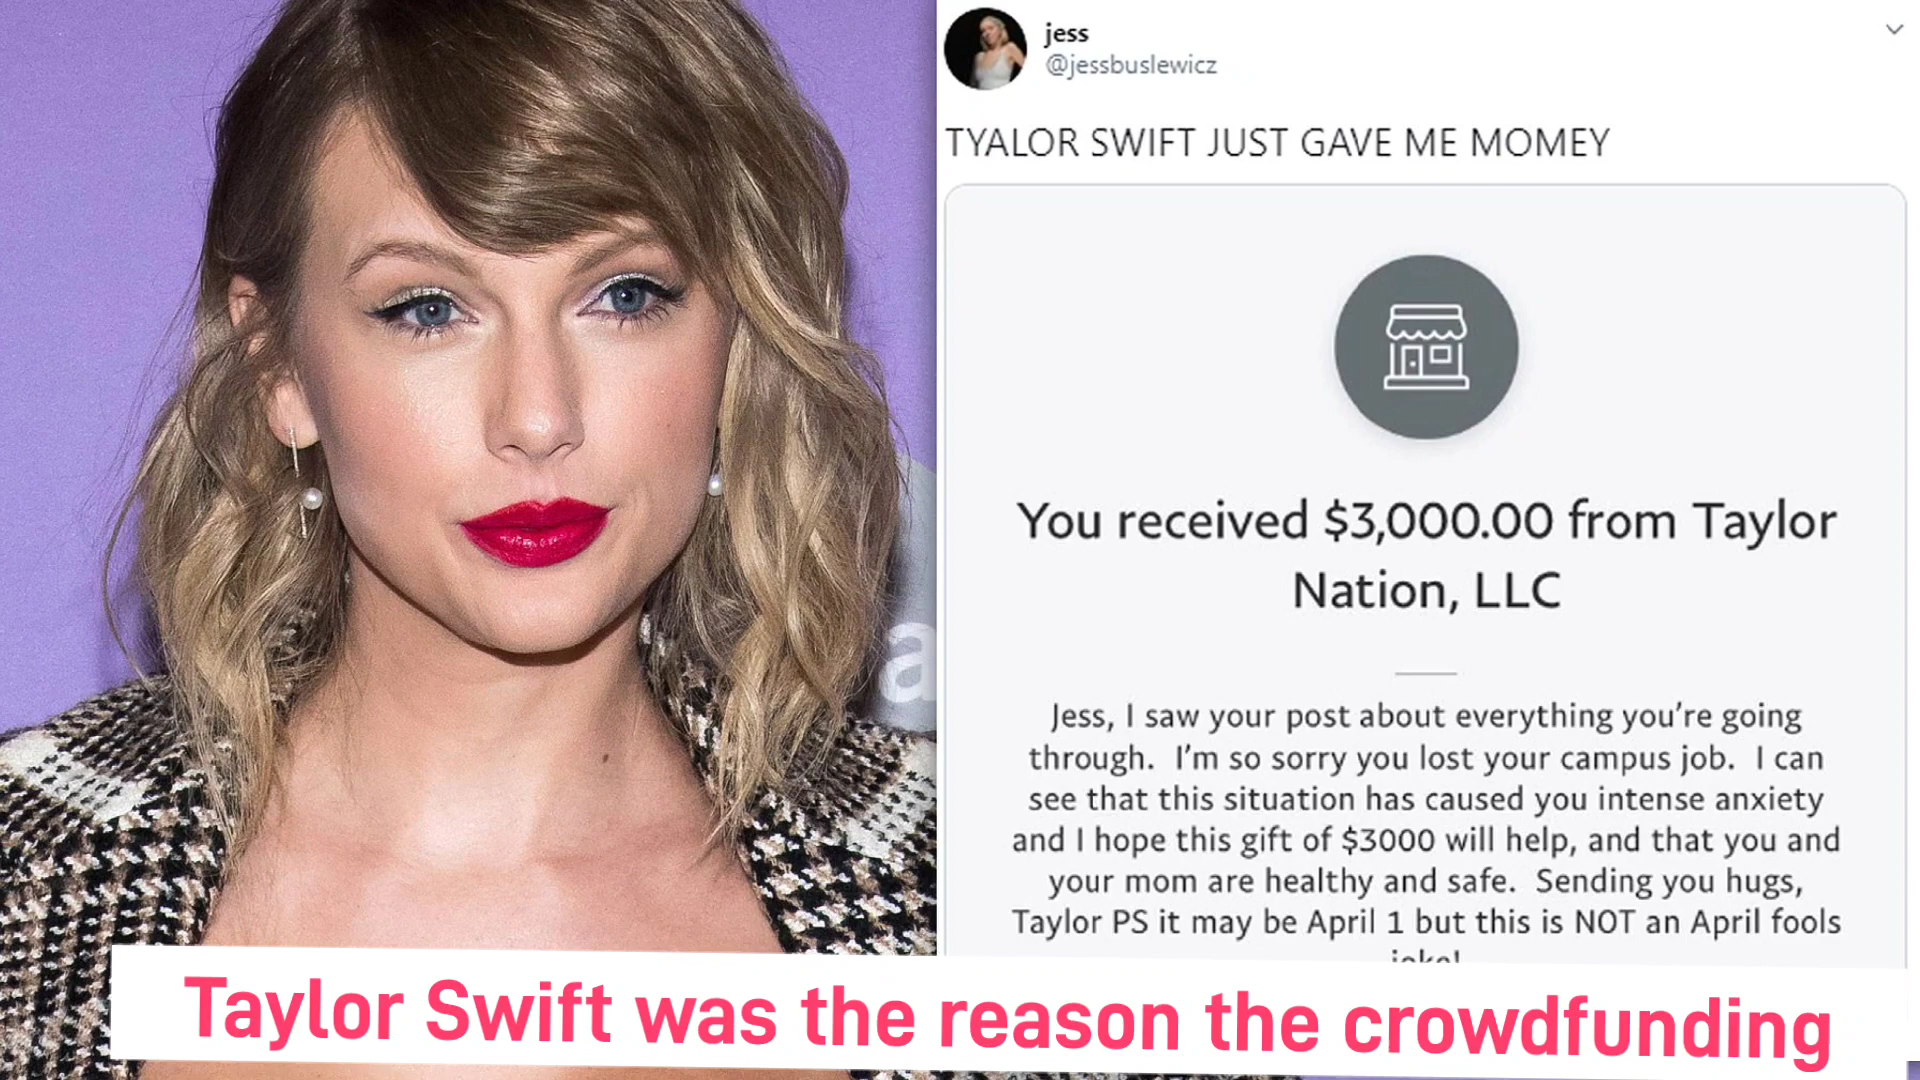 jess
@jessbuslewicz
TYALOR SWIFT JUST GAVE ME MOMEY
You received $3,000.00 from Taylor
Nation, LLC
Jess, I saw your post about everything you're going
through. I'm so sorry you lost your campus job. I can
see that this situation has caused you intense anxiety
and I hope this gift of $3000 will help, and that you and
your mom are healthy and safe. Sending you hugs,
Taylor PS it may be April 1 but this is NOT an April fools
joke!
a
Taylor Swift was the reason the crowdfunding